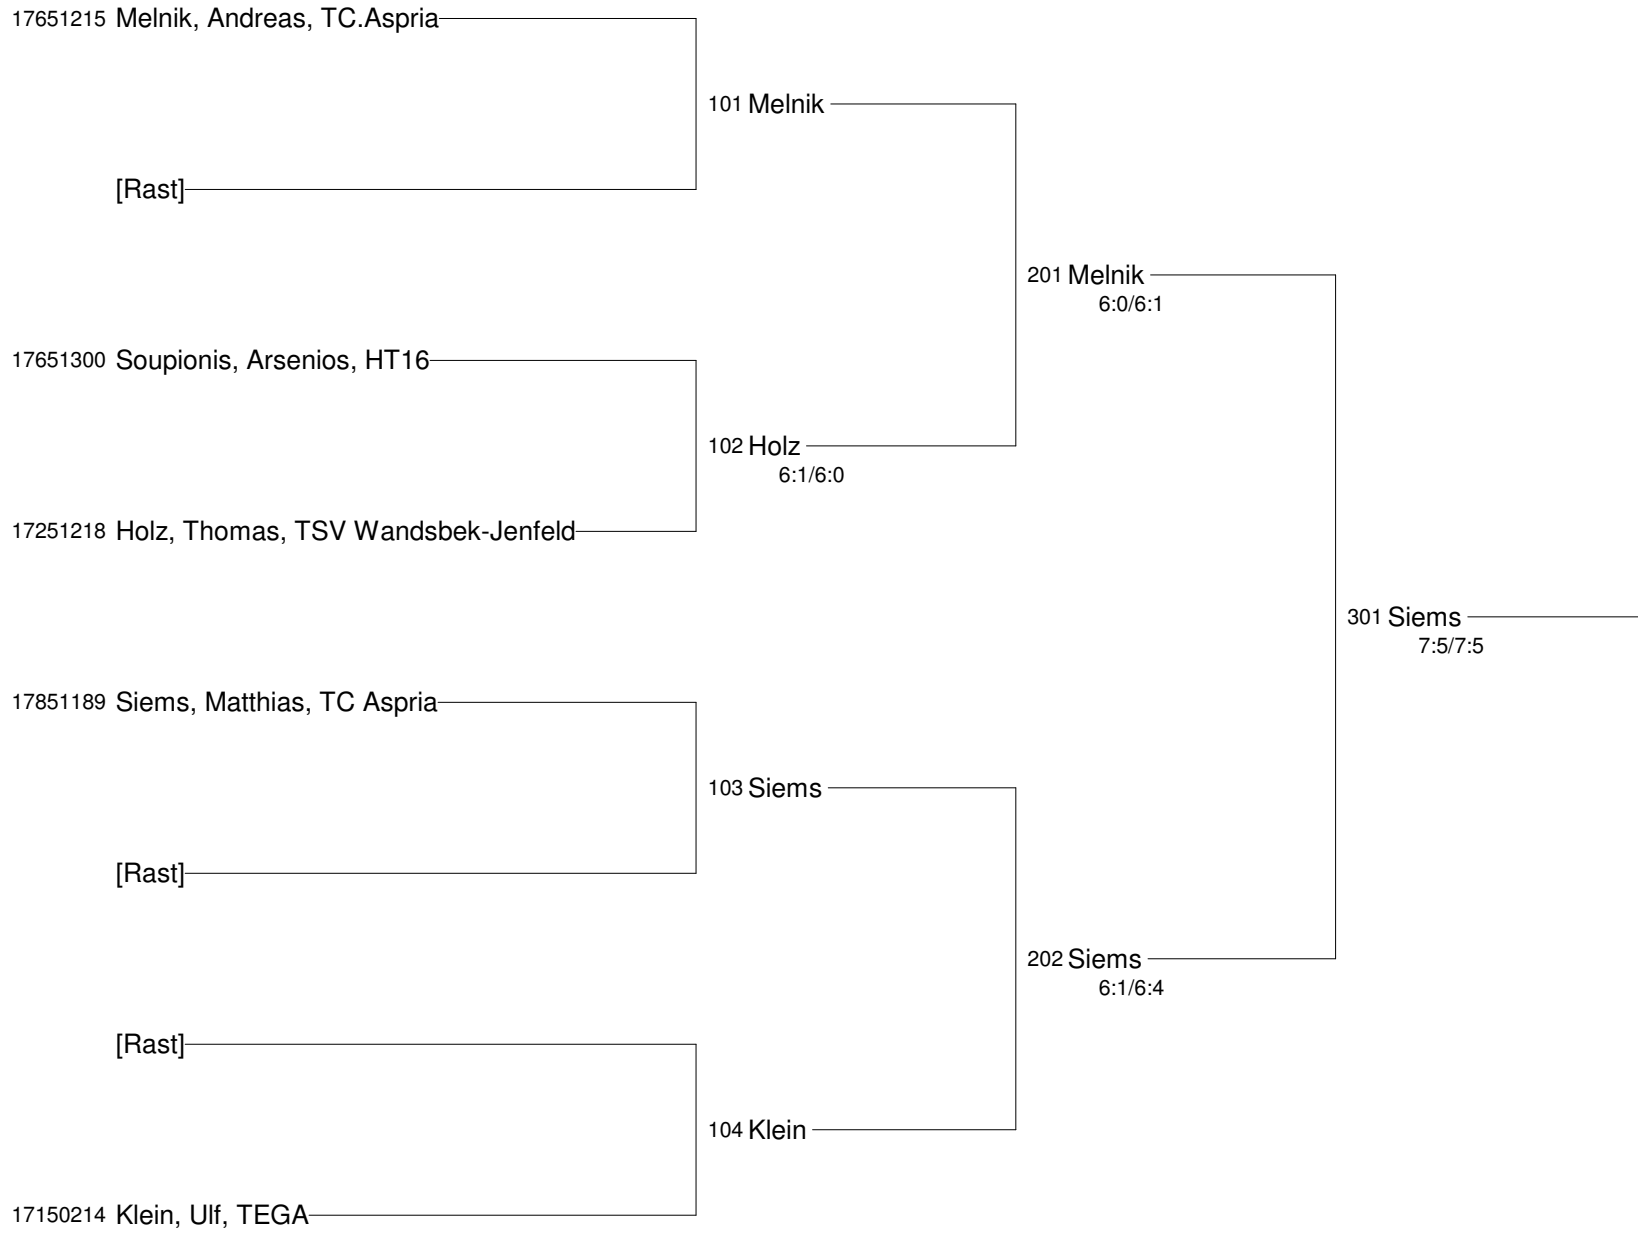 17651215 Melnik, Andreas, TC.Aspria
101 Melnik
[Rast]
201 Melnik
6:0/6:1
17651300 Soupionis, Arsenios, HT16
102 Holz
6:1/6:0
17251218 Holz, Thomas, TSV Wandsbek-Jenfeld
301 Siems
7:5/7:5
17851189 Siems, Matthias, TC Aspria
103 Siems
[Rast]
202 Siems
6:1/6:4
[Rast]
104 Klein
17150214 Klein, Ulf, TEGA